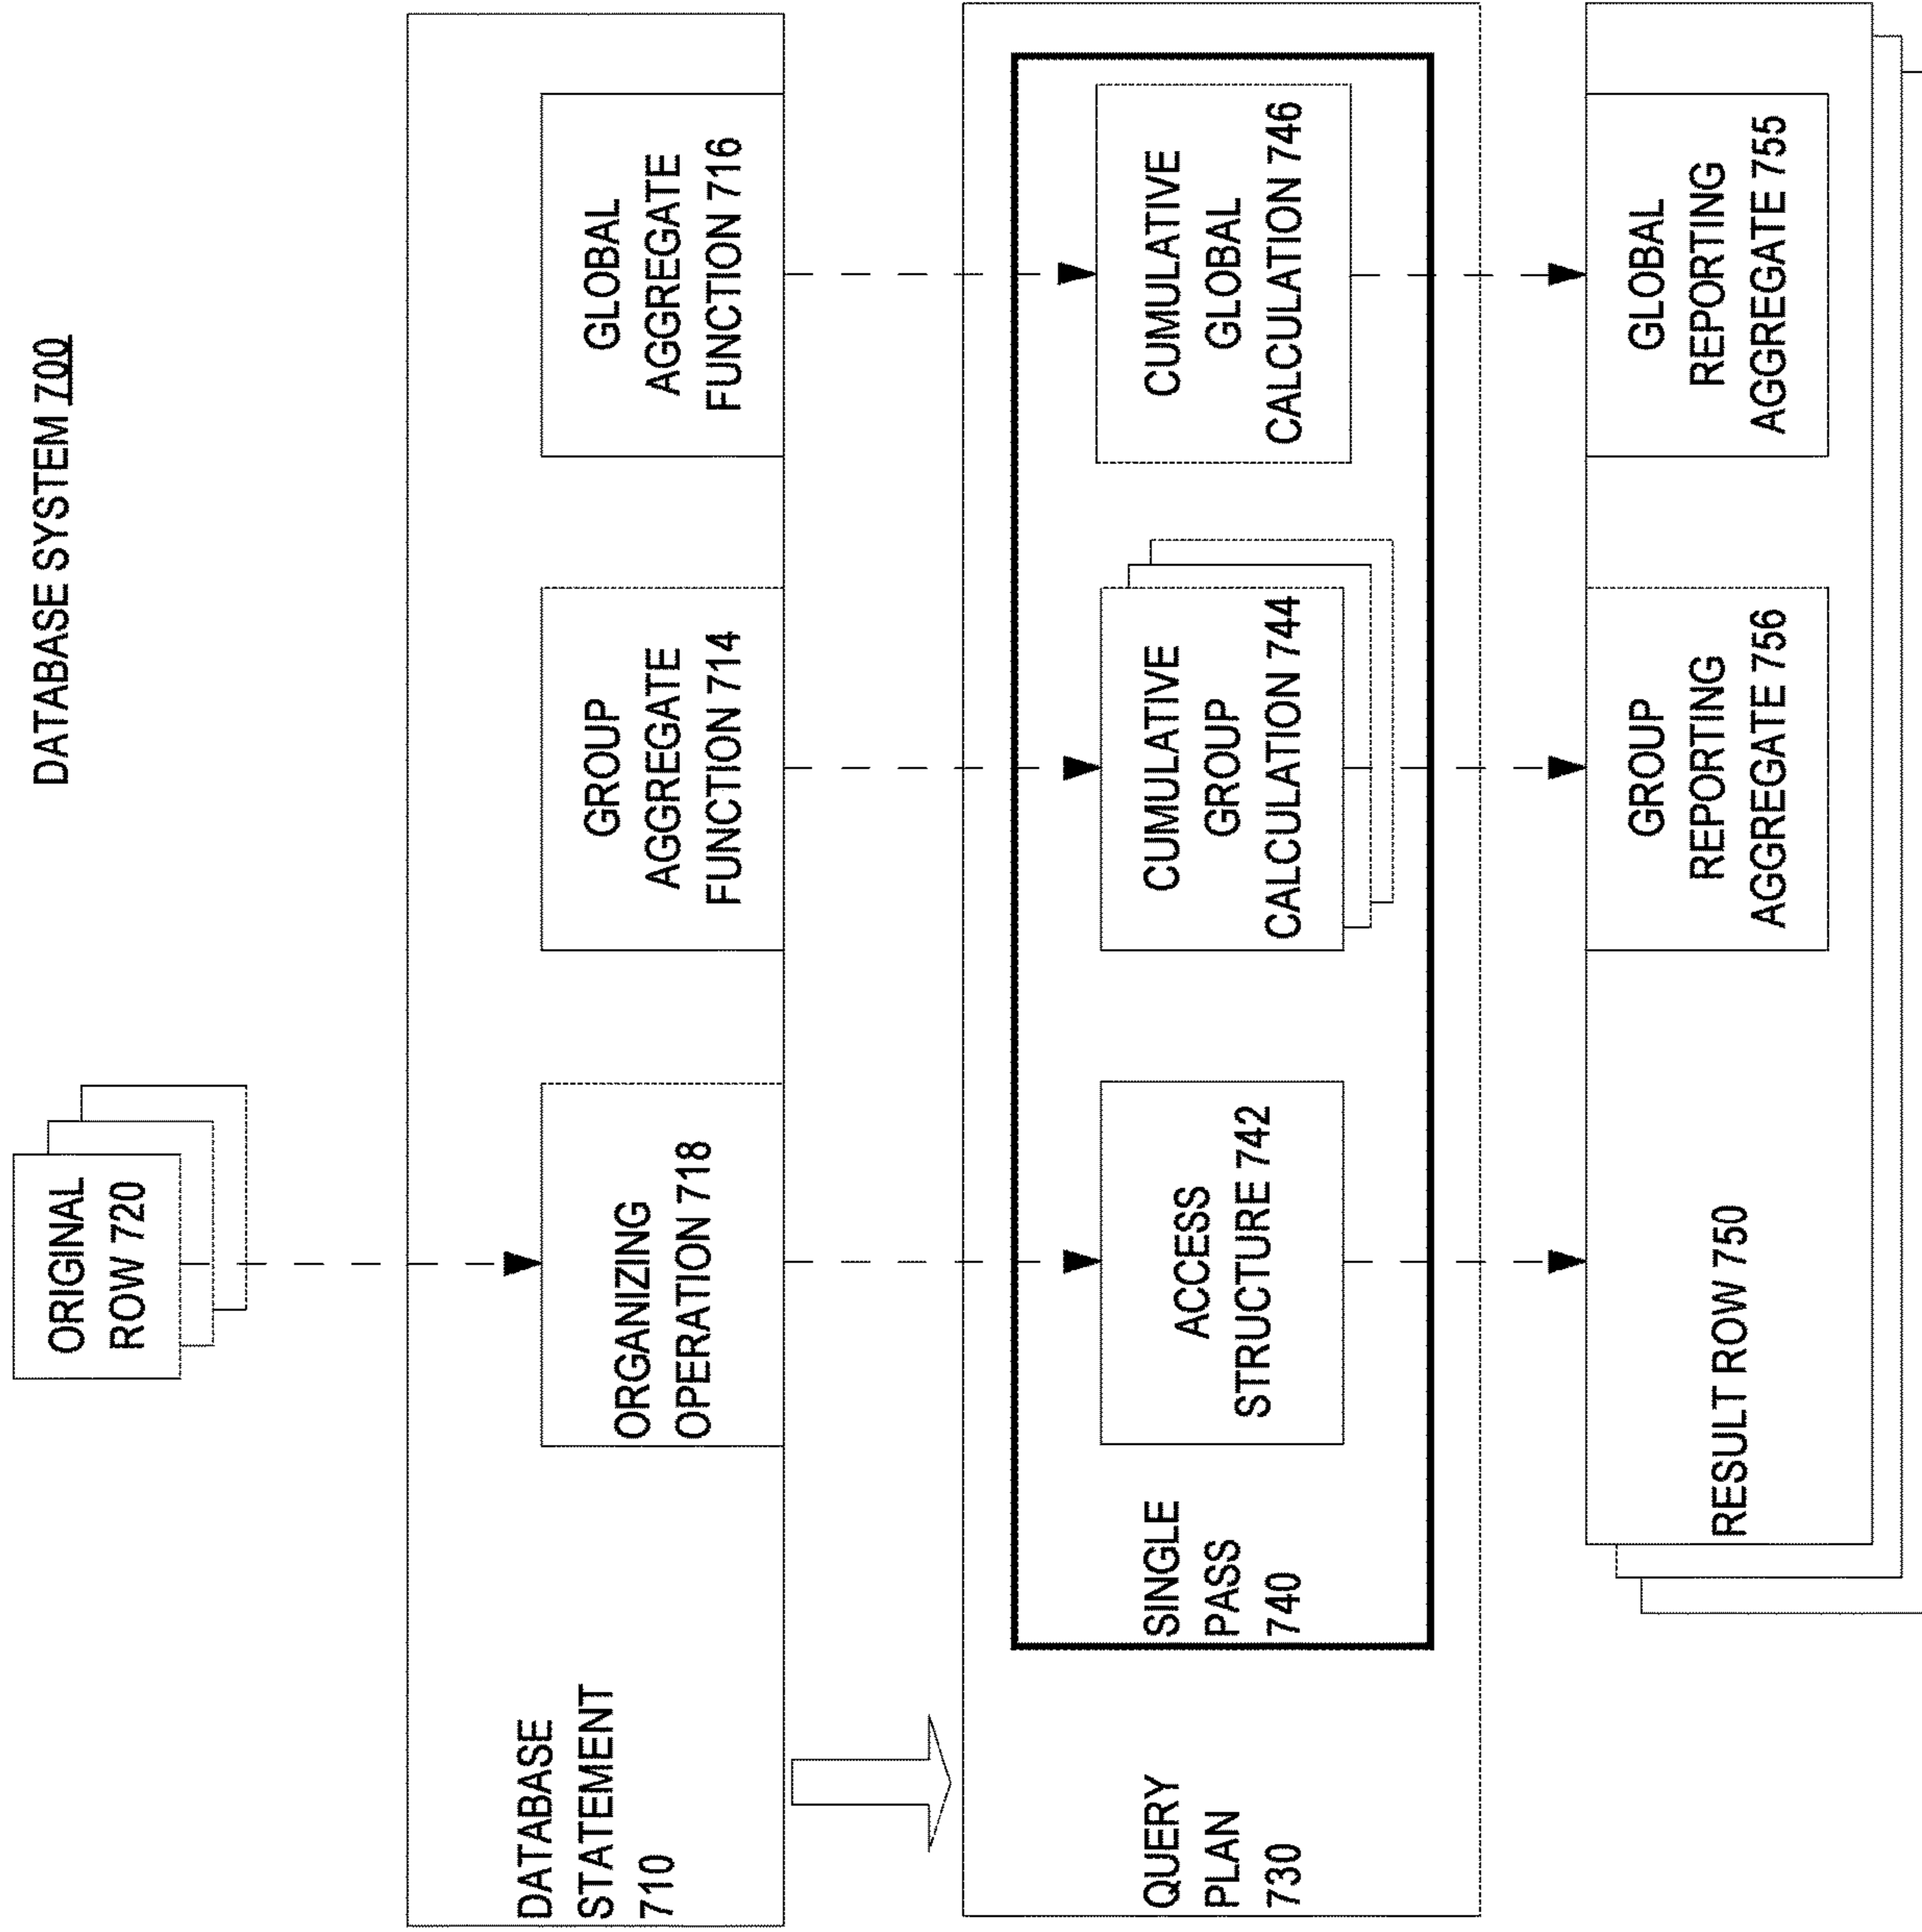 DATABASE SYSTEM 700
ORIGINAL
ROW 720
DATABASE
STATEMENT
710
ORGANIZING
OPERATION 718
GROUP
AGGREGATE
FUNCTION 714
GLOBAL
AGGREGATE
FUNCTION 716
QUERY
PLAN
730
SINGLE
PASS
740
ACCESS
STRUCTURE 742
CUMULATIVE
GROUP
CALCULATION 744
CUMULATIVE
GLOBAL
CALCULATION 746
RESULT ROW 750
GROUP
REPORTING
AGGREGATE 756
GLOBAL
REPORTING
AGGREGATE 755